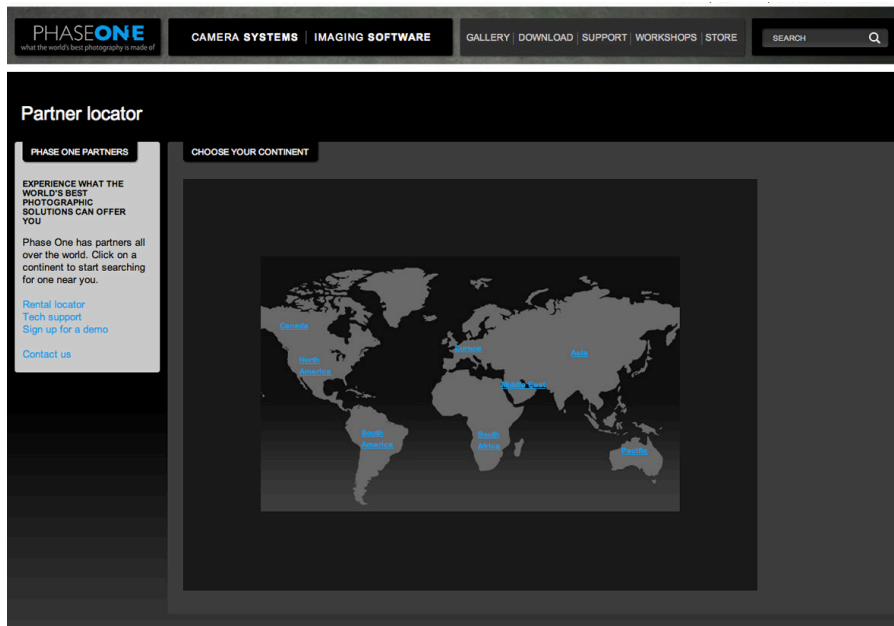 PHASEONE
what the world's best photography is made of
CAMERA SYSTEMS | IMAGING SOFTWARE
GALLERY | DOWNLOAD | SUPPORT | WORKSHOPS | STORE
SEARCH
Partner locator
PHASE ONE PARTNERS
EXPERIENCE WHAT THE
WORLD'S BEST
PHOTOGRAPHIC
SOLUTIONS CAN OFFER
YOU
Phase One has partners all
over the world. Click on a
continent to start searching
for one near you.
Rental locator
Tech support
Sign up for a demo
Contact us
CHOOSE YOUR CONTINENT
Canada
North
America
Europe
Asia
Middle East
South
America
South
Africa
Pacific